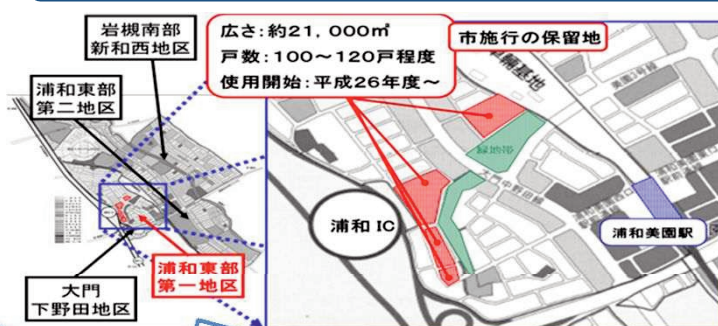 岩槻南部
新和西地区
浦和東部
第二地区
大門
下野田地区
浦和東部
第一地区
広さ:約21,000㎡
戸数:100～120戸程度
使用開始:平成26年度～
市施行の保留地
緑地帯
浦和 IC
浦和美園駅